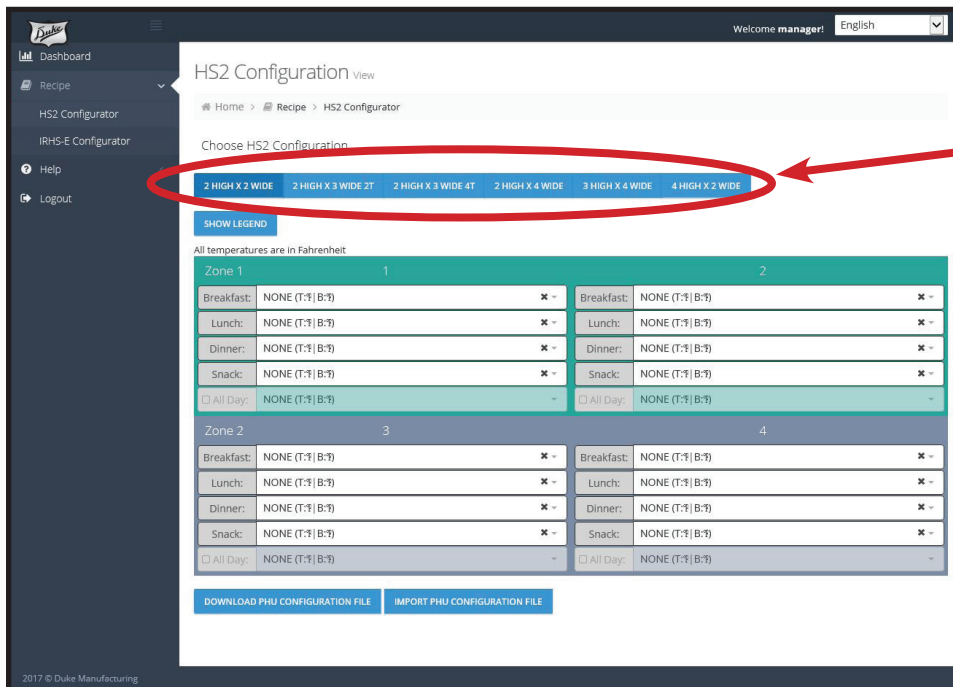 Duke
Welcome manager! English
Dashboard
Recipe
HS2 Configurator
IRHS-E Configurator
Help
Logout
HS2 Configuration View
Home > Recipe > HS2 Configurator
Choose HS2 Configuration
2 HIGH X 2 WIDE 2 HIGH X 3 WIDE 2T 2 HIGH X 3 WIDE 4T 2 HIGH X 4 WIDE 3 HIGH X 4 WIDE 4 HIGH X 2 WIDE
SHOW LEGEND
All temperatures are in Fahrenheit
Zone 1 1 2
Breakfast: NONE (T:‽| B:‽) Breakfast: NONE (T:‽| B:‽)
Lunch: NONE (T:‽| B:‽) Lunch: NONE (T:‽| B:‽)
Dinner: NONE (T:‽| B:‽) Dinner: NONE (T:‽| B:‽)
Snack: NONE (T:‽| B:‽) Snack: NONE (T:‽| B:‽)
All Day: NONE (T:‽| B:‽) All Day: NONE (T:‽| B:‽)
Zone 2 3 4
Breakfast: NONE (T:‽| B:‽) Breakfast: NONE (T:‽| B:‽)
Lunch: NONE (T:‽| B:‽) Lunch: NONE (T:‽| B:‽)
Dinner: NONE (T:‽| B:‽) Dinner: NONE (T:‽| B:‽)
Snack: NONE (T:‽| B:‽) Snack: NONE (T:‽| B:‽)
All Day: NONE (T:‽| B:‽) All Day: NONE (T:‽| B:‽)
DOWNLOAD PHU CONFIGURATION FILE IMPORT PHU CONFIGURATION FILE
2017 © Duke Manufacturing